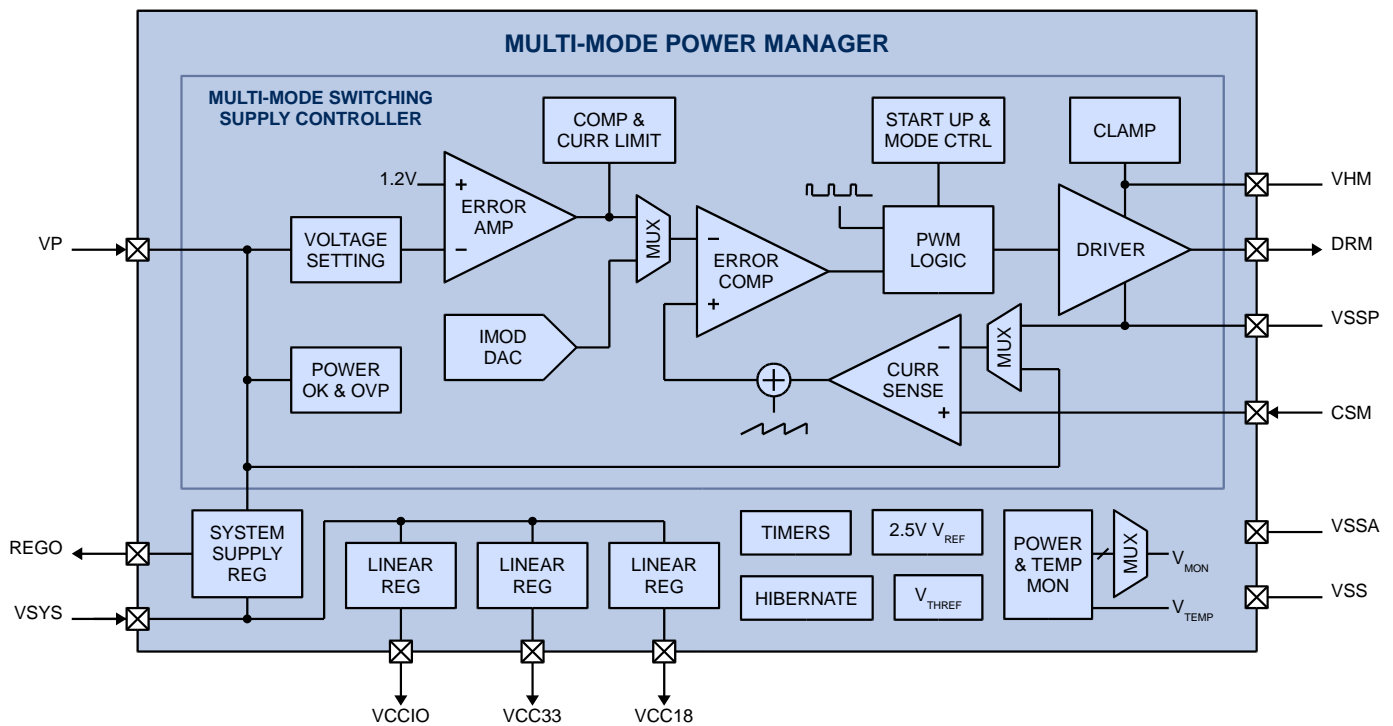 MULTI-MODE POWER MANAGER
MULTI-MODE SWITCHING
SUPPLY CONTROLLER
COMP &
CURR LIMIT
START UP &
MODE CTRL
CLAMP
1.2V
+
ERROR
AMP
−
VP
VOLTAGE
SETTING
MUX
−
ERROR
COMP
+
PWM
LOGIC
DRIVER
VHM
DRM
VSSP
IMOD
DAC
POWER
OK & OVP
+
−
CURR
SENSE
+
MUX
CSM
REGO
SYSTEM
SUPPLY
REG
VSYS
LINEAR
REG
LINEAR
REG
LINEAR
REG
TIMERS
2.5V VREF
HIBERNATE
VTHREF
POWER
& TEMP
MON
MUX
VMON
VTEMP
VSSA
VSS
VCCIO
VCC33
VCC18